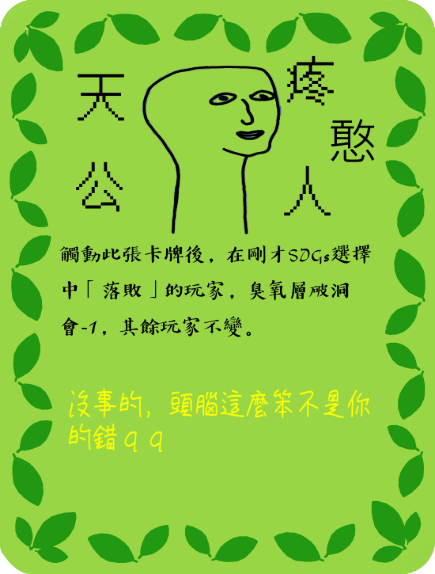 天公疼憨人
觸動此張卡牌後，在剛才SDGs選擇
中「落敗」的玩家，臭氧層破洞
會-1，其餘玩家不變。
沒事的，頭腦這麼笨不是你
的錯ｑｑ